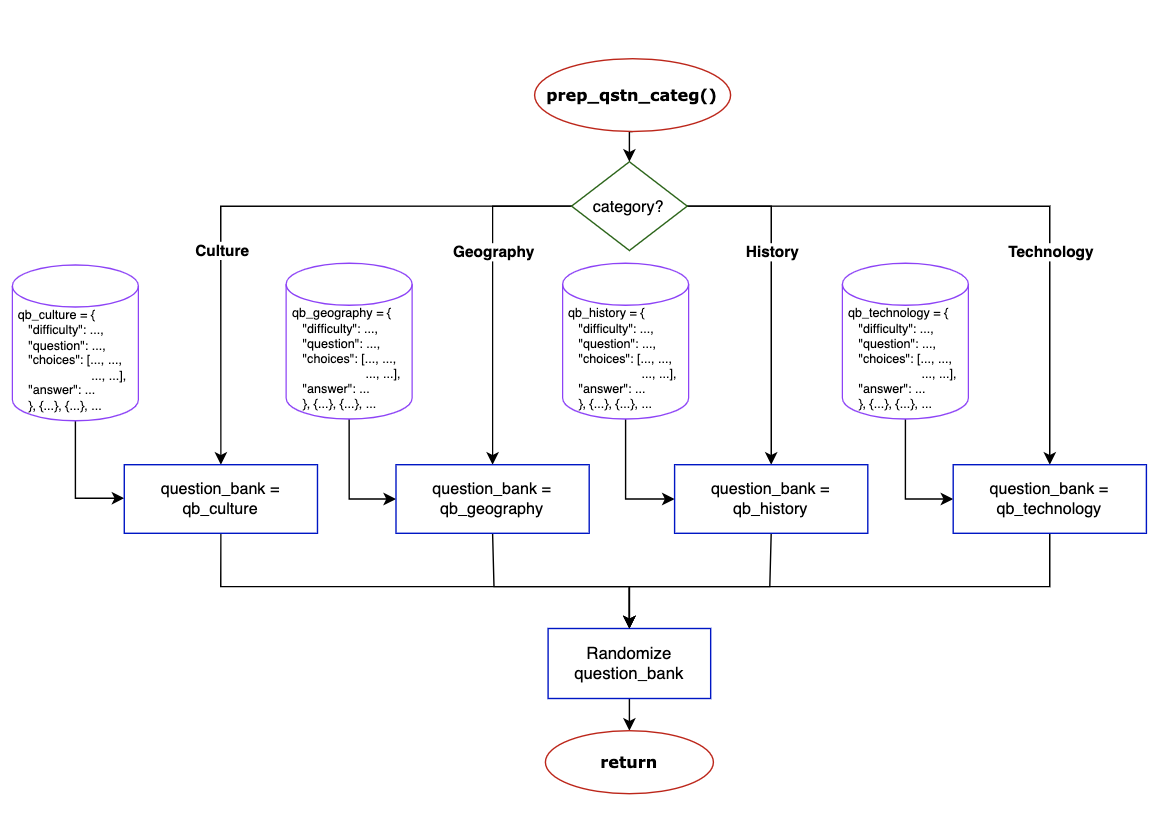 prep_qstn_categ()
category?
Culture
Geography
History
Technology
qb_culture = {
"difficulty": ...,
"question": ...,
"choices": [..., ...,
..., ...],
"answer": ...
}, {...}, {...}, ...
qb_geography = {
"difficulty": ...,
"question": ...,
"choices": [..., ...,
..., ...],
"answer": ...
}, {...}, {...}, ...
qb_history = {
"difficulty": ...,
"question": ...,
"choices": [..., ...,
..., ...],
"answer": ...
}, {...}, {...}, ...
qb_technology = {
"difficulty": ...,
"question": ...,
"choices": [..., ...,
..., ...],
"answer": ...
}, {...}, {...}, ...
question_bank =
qb_culture
question_bank =
qb_geography
question_bank =
qb_history
question_bank =
qb_technology
Randomize
question_bank
return